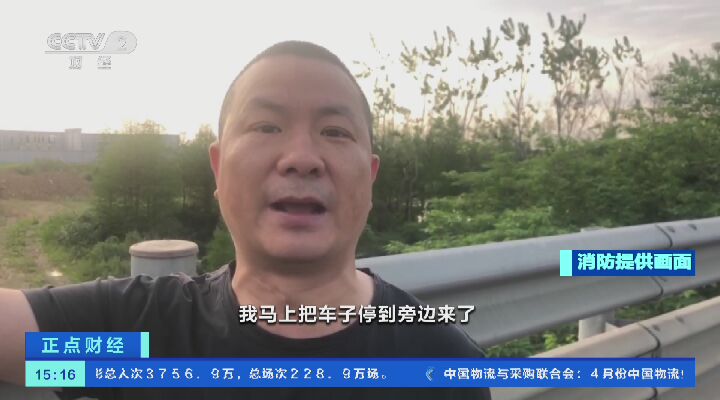 CCTV 2
财经
消防提供画面
我马上把车子停到旁边来了
正点财经
15:16
总人次3756.9万，总场次228.9万场。 《 中国物流与采购联合会：4月份中国物流